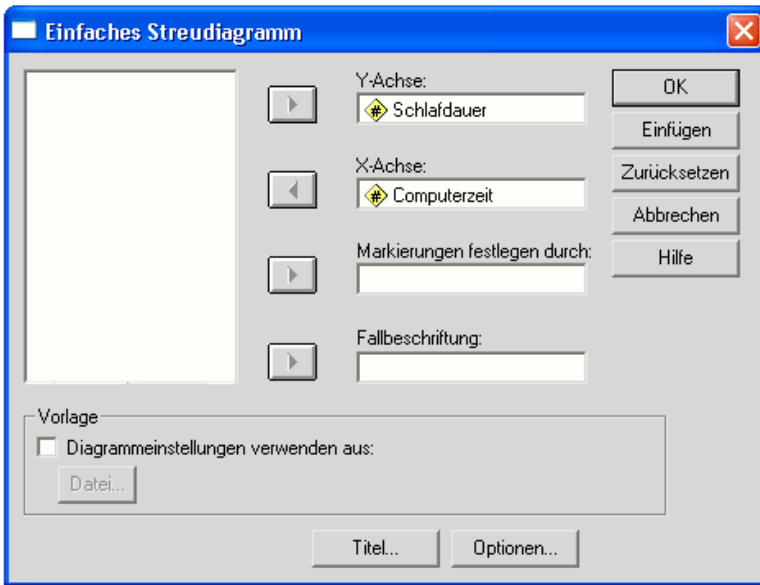 Einfaches Streudiagramm
Y-Achse:
# Schlafdauer
X-Achse:
# Computerzeit
Markierungen festlegen durch:
Fallbeschriftung:
OK
Einfügen
Zurücksetzen
Abbrechen
Hilfe
Vorlage
Diagrammeinstellungen verwenden aus:
Datei...
Titel...
Optionen...